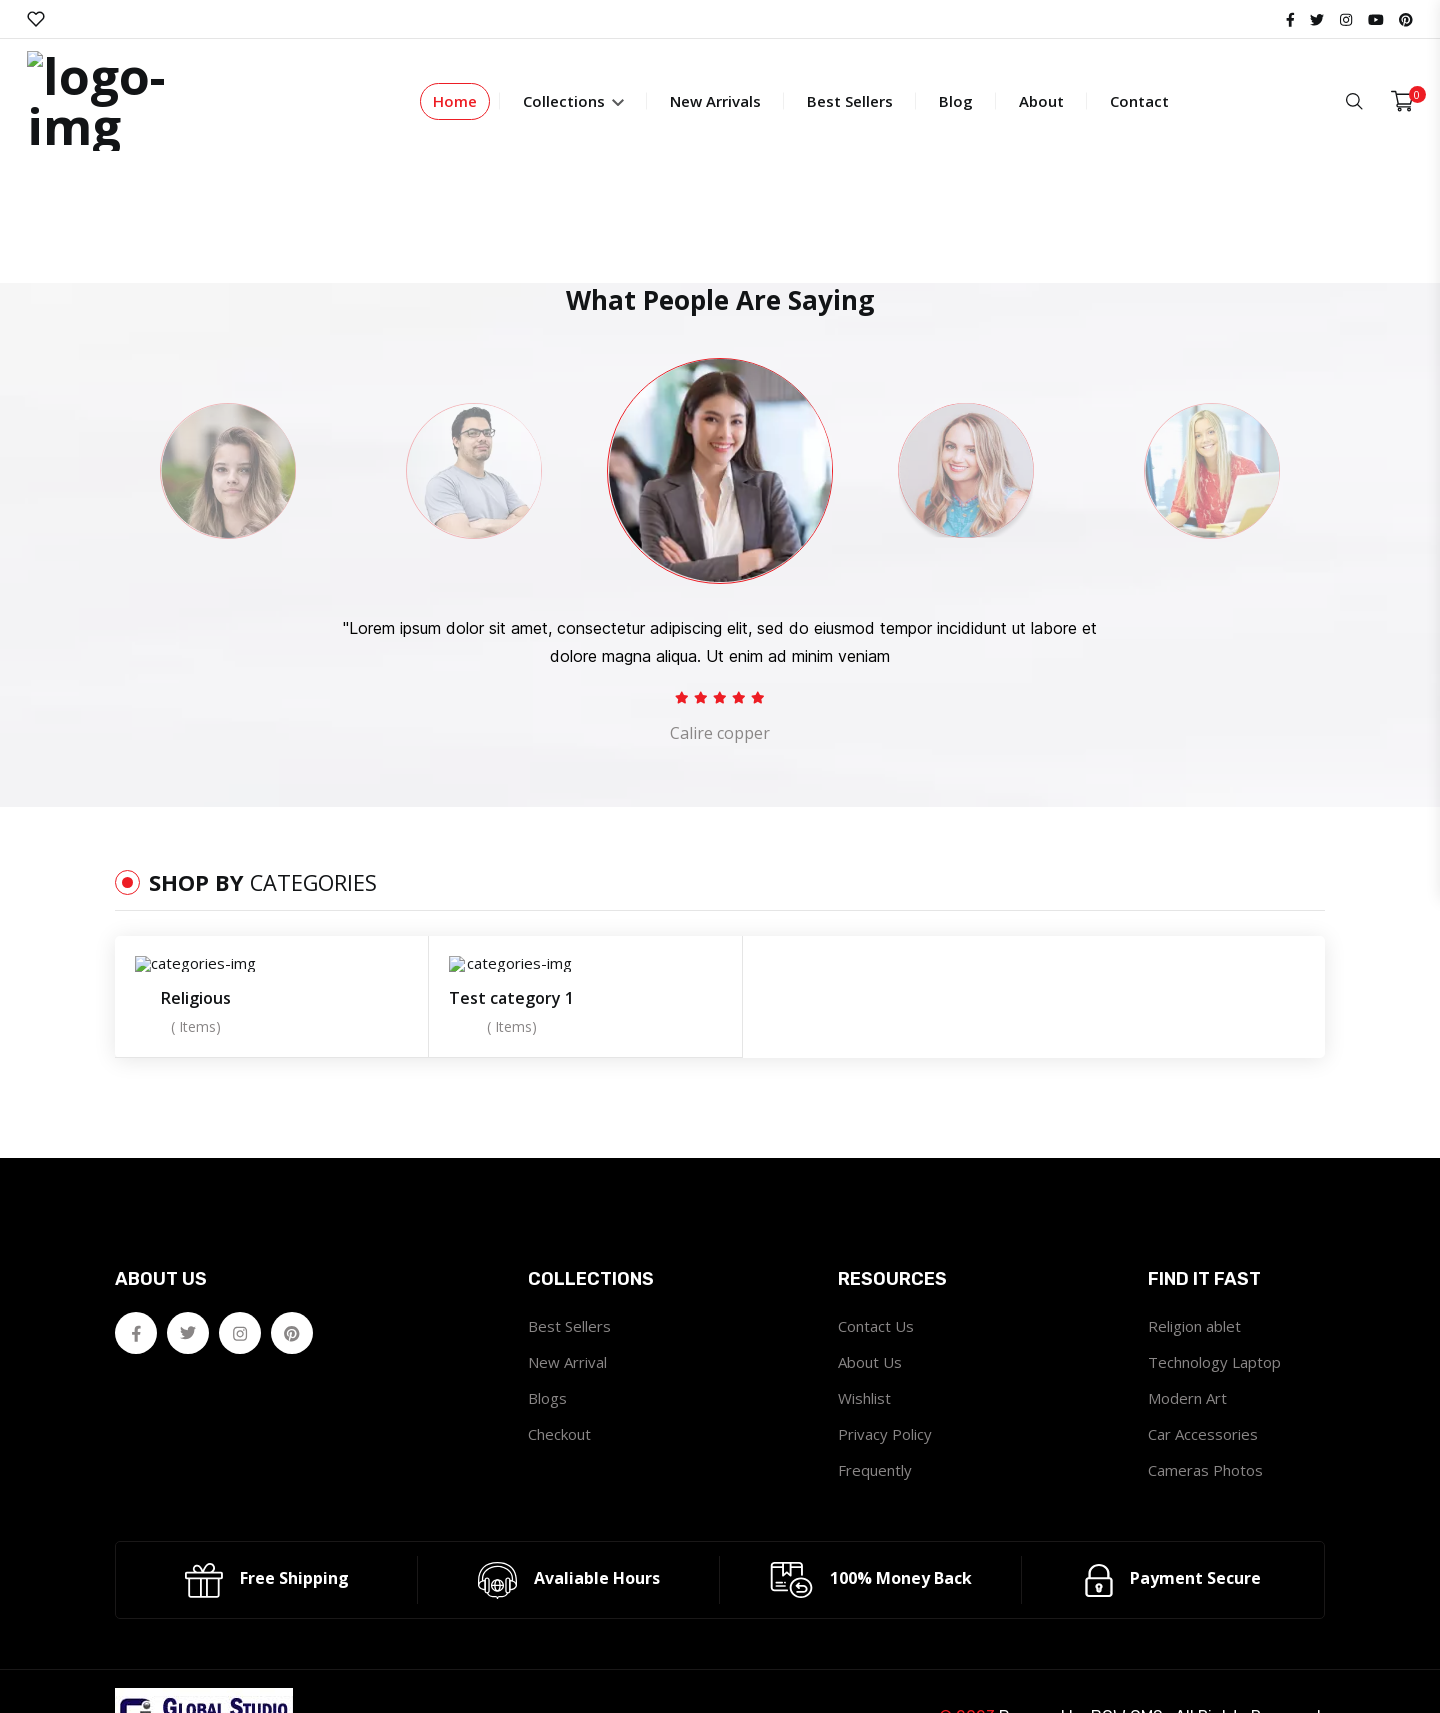 logo-
img
Home
Collections
New Arrivals
Best Sellers
Blog
About
Contact
0
What People Are Saying
"Lorem ipsum dolor sit amet, consectetur adipiscing elit, sed do eiusmod tempor incididunt ut labore et
dolore magna aliqua. Ut enim ad minim veniam
Calire copper
SHOP BY CATEGORIES
categories-img
Religious
( Items)
categories-img
Test category 1
( Items)
ABOUT US
COLLECTIONS
Best Sellers
New Arrival
Blogs
Checkout
RESOURCES
Contact Us
About Us
Wishlist
Privacy Policy
Frequently
FIND IT FAST
Religion ablet
Technology Laptop
Modern Art
Car Accessories
Cameras Photos
Free Shipping
Avaliable Hours
100% Money Back
Payment Secure
GLOBAL STUDIO